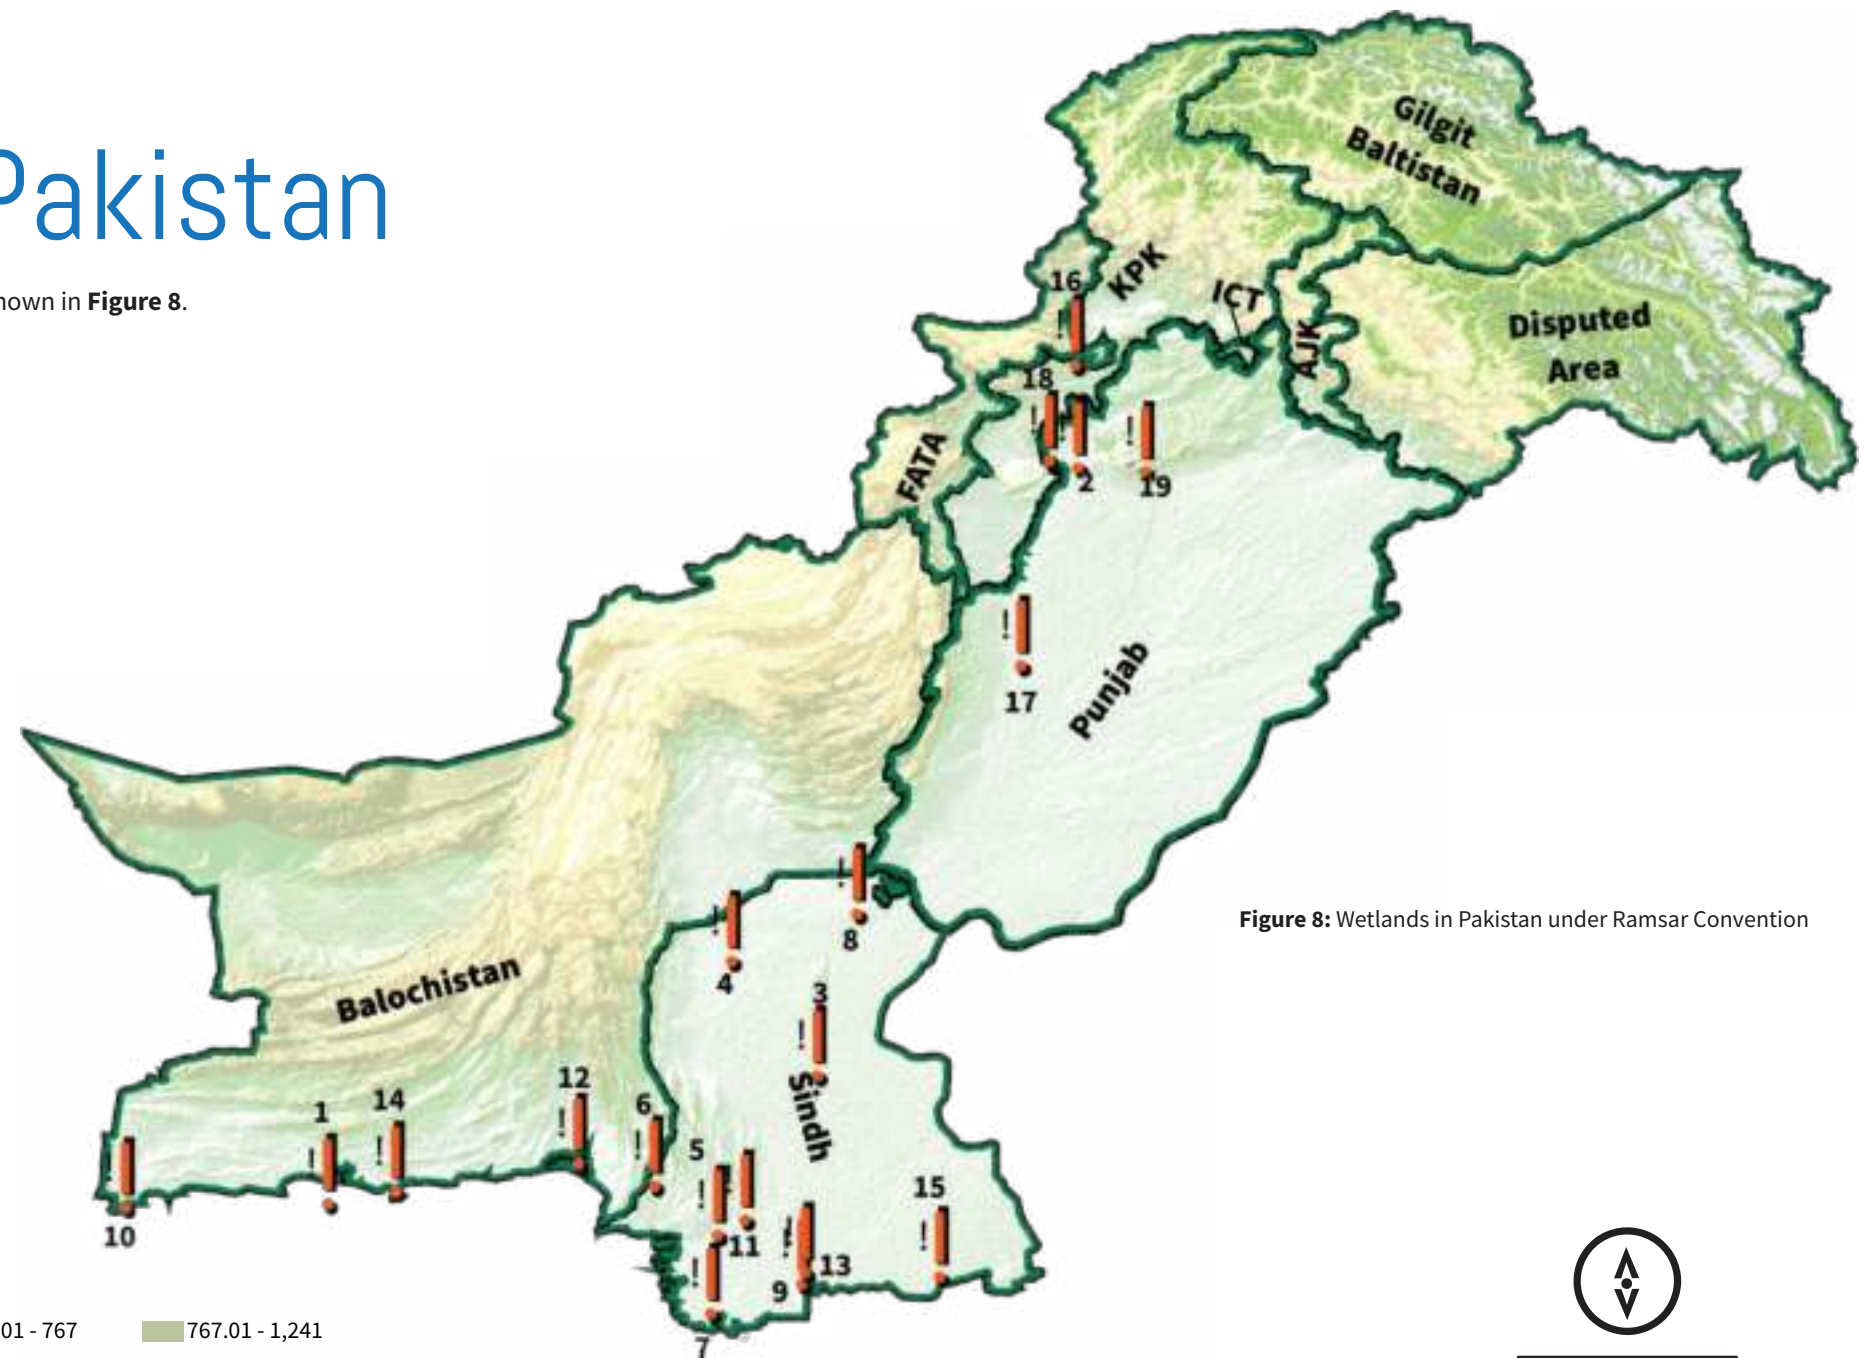 Pakistan
hown in Figure 8.
Gilgit
Baltistan
KPK
16
ICT
AJK
Disputed
Area
18
FATA
2
19
17
Punjab
8
4
3
Balochistan
Sindh
12
14
1
6
5
15
10
11
13
9
7
Figure 8: Wetlands in Pakistan under Ramsar Convention
01 - 767
767.01 - 1,241